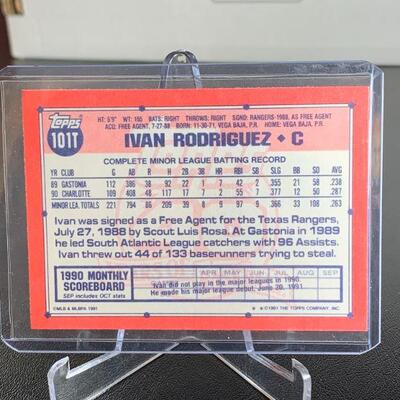 Topps
101T
HT: 5'9" WT: 165 BATS: RIGHT THROWS: RIGHT SGND: RANGERS-1988, AS FREE AGENT
ACQ: FREE AGENT, 7-27-88 BORN: 11-30-71, VEGA BAJA, P.R. HOME: VEGA BAJA, P.R.
IVAN RODRIGUEZ ◆ C
COMPLETE MINOR LEAGUE BATTING RECORD
YR CLUB G AB R H 2B 3B HR RBI SB SLG BB SO AVG
89 GASTONIA 112 386 38 92 22 1 7 42 2 .355 21 58 .238
90 CHARLOTTE 109 408 48 117 17 7 2 55 1 .377 12 50 .287
MINOR LEA. TOTALS 221 794 86 209 39 8 9 97 3 .366 33 108 .263
Ivan was signed as a Free Agent for the Texas Rangers,
July 27, 1988 by Scout Luis Rosa. At Gastonia in 1989
he led South Atlantic League catchers with 96 Assists.
Ivan threw out 44 of 133 baserunners trying to steal.
1990 MONTHLY
SCOREBOARD
SEP includes OCT stats
APR MAY JUN JUL AUG SEP
Ivan did not play in the major leagues in 1990.
He made his major league debut, June 20, 1991.
©MLB & MLBPA 1991
©1991 THE TOPPS COMPANY, INC.